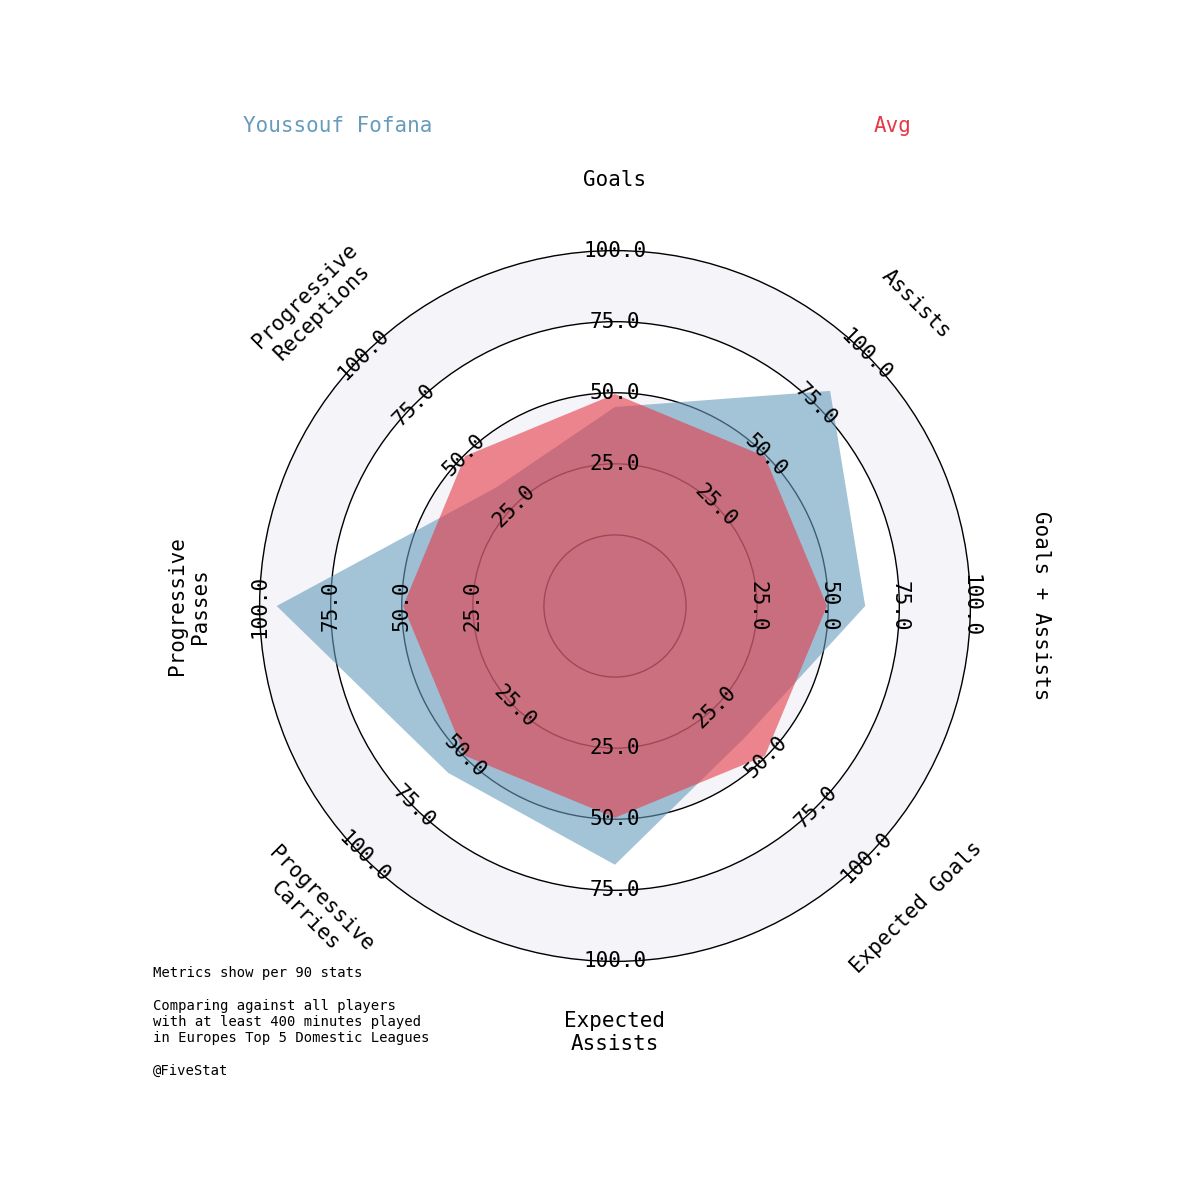 Youssouf Fofana
Avg
Goals
Assists
Goals + Assists
Expected Goals
Expected
Assists
Progressive
Carries
Progressive
Passes
Progressive
Receptions
25.0
50.0
75.0
100.0
25.0
50.0
75.0
100.0
25.0
50.0
75.0
100.0
25.0
50.0
75.0
100.0
25.0
50.0
75.0
100.0
25.0
50.0
75.0
100.0
25.0
50.0
75.0
100.0
25.0
50.0
75.0
100.0
Metrics show per 90 stats
Comparing against all players
with at least 400 minutes played
in Europes Top 5 Domestic Leagues
@FiveStat